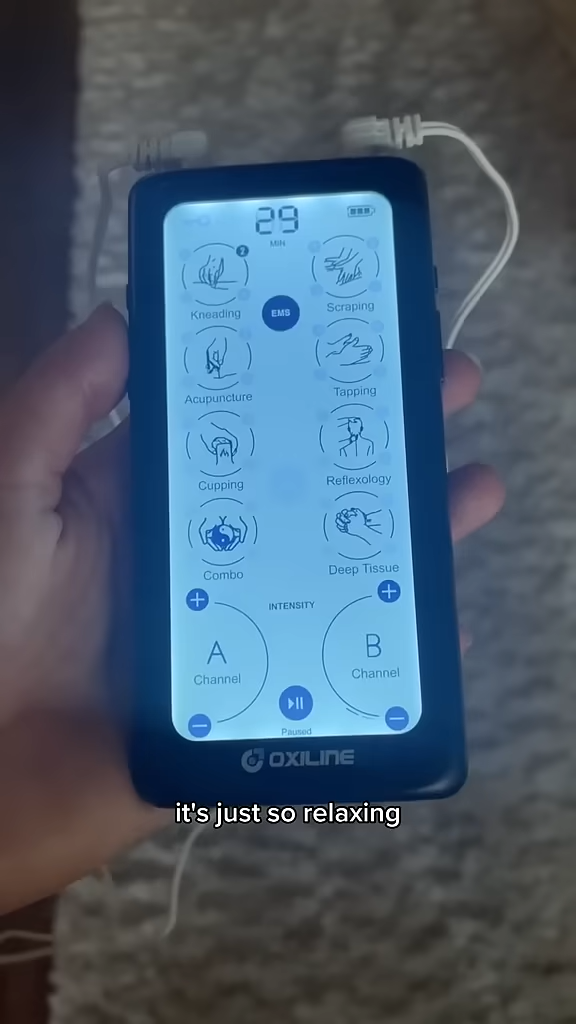 29
MIN
2
Kneading
Scraping
EMS
Acupuncture
Tapping
Cupping
Reflexology
Combo
Deep Tissue
+
+
INTENSITY
A
Channel
B
Channel
−
−
Paused
OXILINE
it's just so relaxing